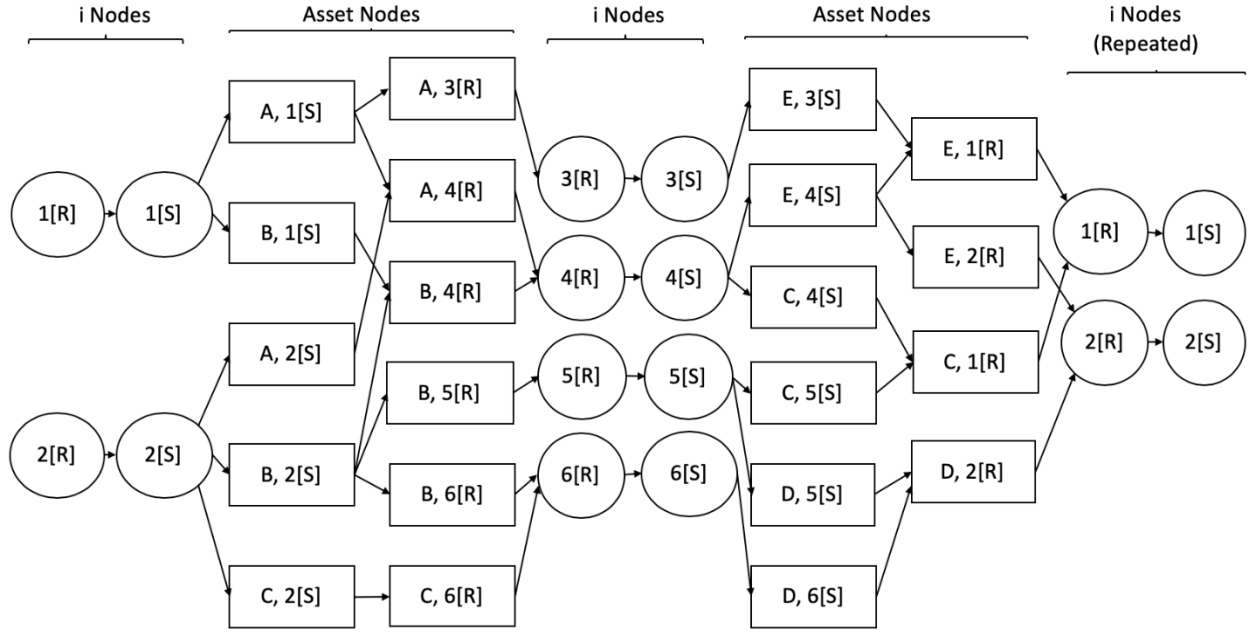 i Nodes
Asset Nodes
i Nodes
Asset Nodes
i Nodes
(Repeated)
1[R]
1[S]
2[R]
2[S]
A, 1[S]
B, 1[S]
A, 2[S]
B, 2[S]
C, 2[S]
A, 3[R]
A, 4[R]
B, 4[R]
B, 5[R]
B, 6[R]
C, 6[R]
3[R]
3[S]
4[R]
4[S]
5[R]
5[S]
6[R]
6[S]
E, 3[S]
E, 4[S]
C, 4[S]
C, 5[S]
D, 5[S]
D, 6[S]
E, 1[R]
E, 2[R]
C, 1[R]
D, 2[R]
1[R]
1[S]
2[R]
2[S]